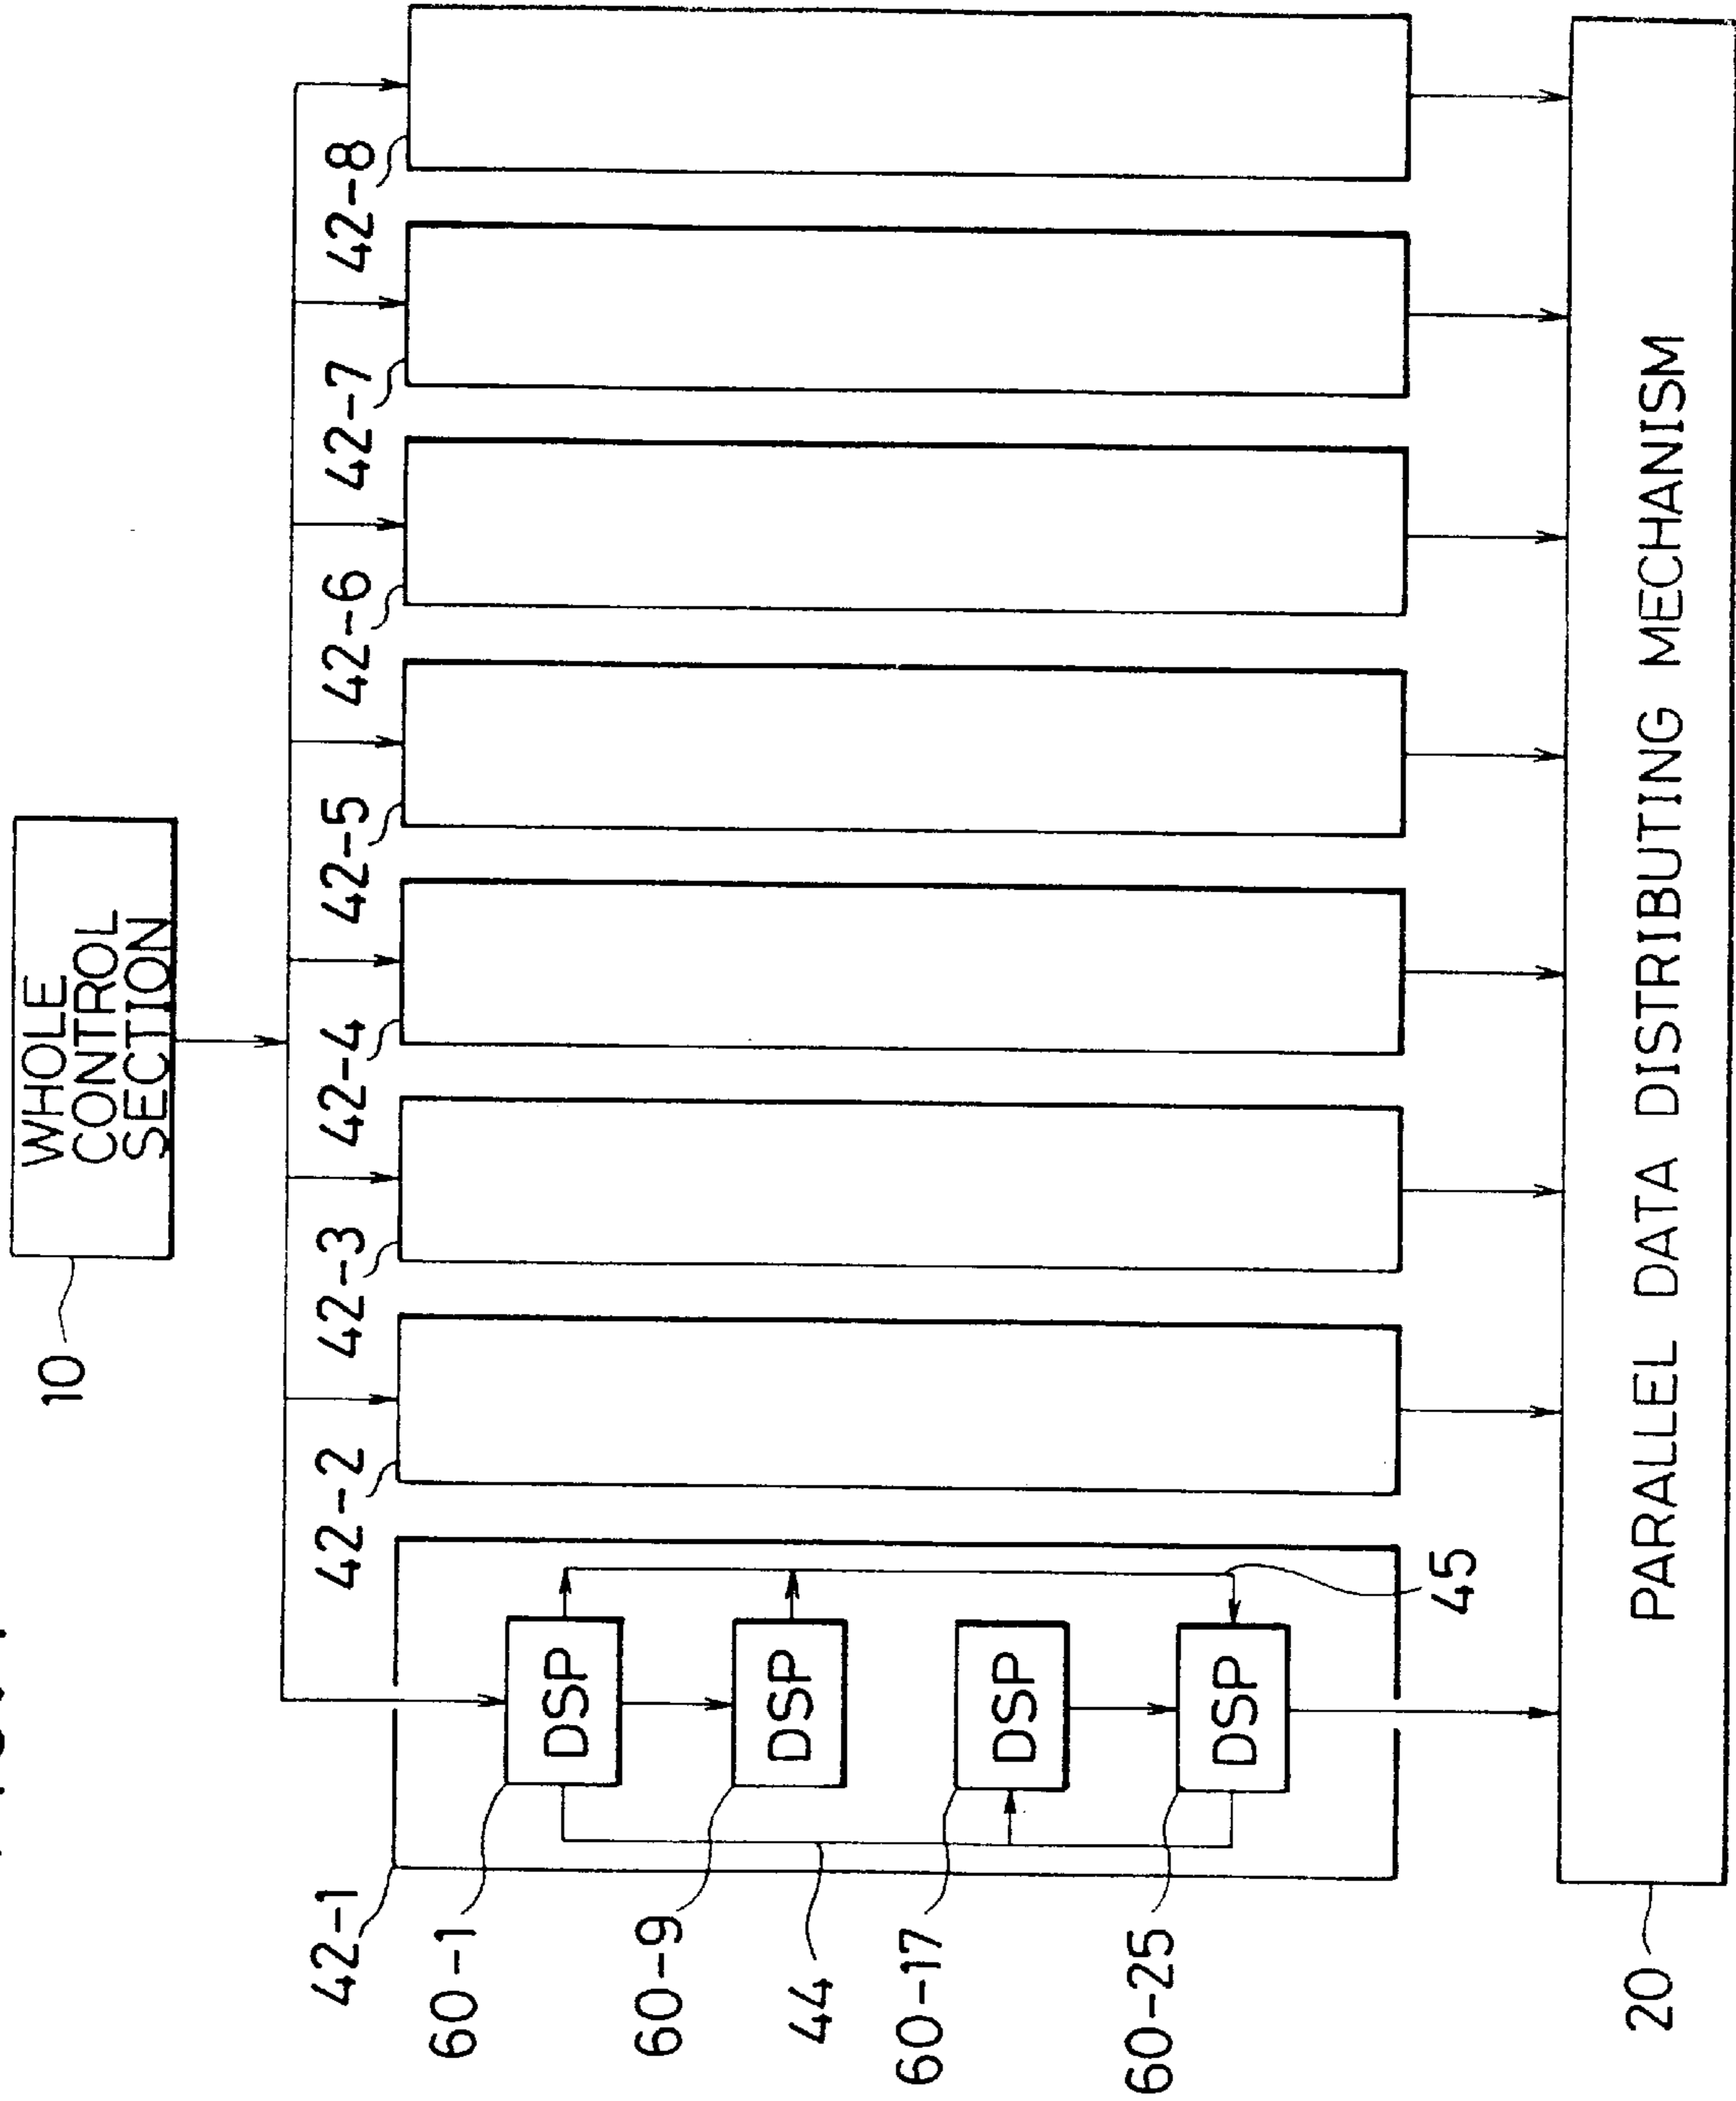 WHOLE
CONTROL
SECTION
10
42-1
42-2
42-3
42-4
42-5
42-6
42-7
42-8
60-1
DSP
60-9
DSP
44
60-17
DSP
60-25
DSP
45
20
PARALLEL DATA DISTRIBUTING MECHANISM